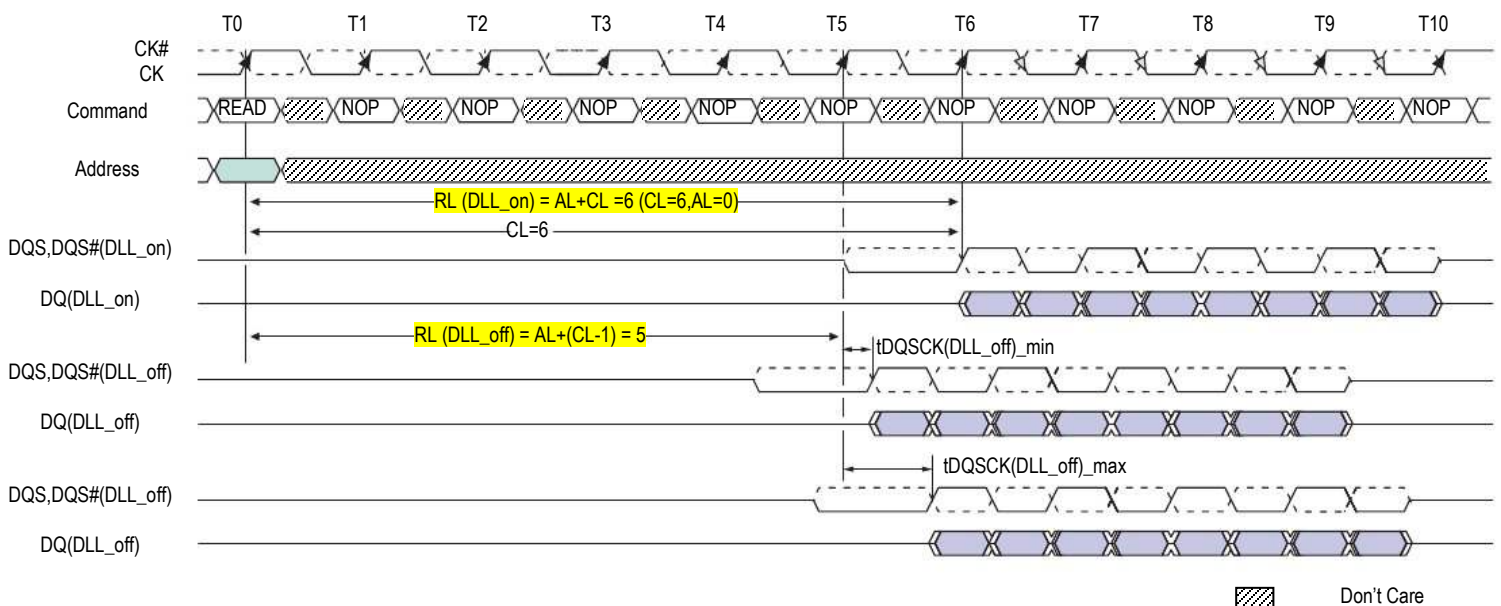 T0 T1 T2 T3 T4 T5 T6 T7 T8 T9 T10
CK#
CK
Command READ NOP NOP NOP NOP NOP NOP NOP NOP NOP NOP
Address
RL (DLL_on) = AL+CL =6 (CL=6,AL=0)
CL=6
DQS,DQS#(DLL_on)
DQ(DLL_on)
RL (DLL_off) = AL+(CL-1) = 5
tDQSCK(DLL_off)_min
DQS,DQS#(DLL_off)
DQ(DLL_off)
tDQSCK(DLL_off)_max
DQS,DQS#(DLL_off)
DQ(DLL_off)
Don't Care